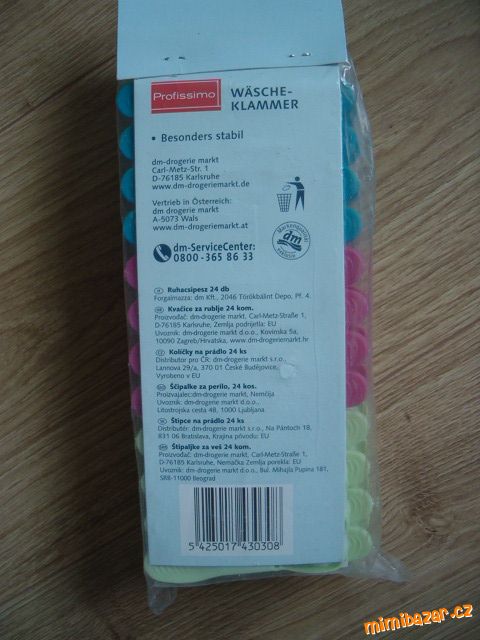 Profissimo
WÄSCHE-
KLAMMER
• Besonders stabil
dm-drogerie markt
Carl-Metz-Str. 1
D-76185 Karlsruhe
www.dm-drogeriemarkt.de
Vertrieb in Österreich:
dm drogerie markt
A-5073 Wals
www.dm-drogeriemarkt.at
Markenqualität
dm
dm-ServiceCenter:
0800-365 86 33
Ruhacsipesz 24 db
Forgalmazza: dm Kft., 2046 Törökbálint Depo, Pf. 4.
Kvačice za rublje 24 kom.
Proizvođač: dm-drogerie markt, Carl-Metz-Straße 1,
D-76185 Karlsruhe, Zemlja podrijetla: EU
Uvoznik: dm-drogerie markt d.o.o., Kovinska 5a,
10090 Zagreb/Hrvatska, www.dm-drogeriemarkt.hr
Kolíčky na prádlo 24 ks
Distributor pro ČR: dm-drogerie markt s.r.o.,
Lannova 29/a, 370 01 České Budějovice,
Vyrobeno v EU
Ščipalke za perilo, 24 kos.
Proizvajalec:dm-drogerie markt, Nemčija
Uvoznik: dm-drogerie markt d.o.o.,
Litostrojska cesta 48, 1000 Ljubljana
Štipce na prádlo 24 ks
Distributér: dm-drogerie markt s.r.o., Na Pántoch 18,
831 06 Bratislava, Krajina pôvodu: EU
Štipaljke za veš 24 kom.
Proizvođač: dm-drogerie markt, Carl-Metz-Straße 1,
D-76185 Karlsruhe, Nemačka Zemlja porekla: EU
Uvoznik: dm-drogerie markt d.o.o., Bul. Mihajla Pupina 181,
SRB-11000 Beograd
5 425017 430308
mimibazar.cz